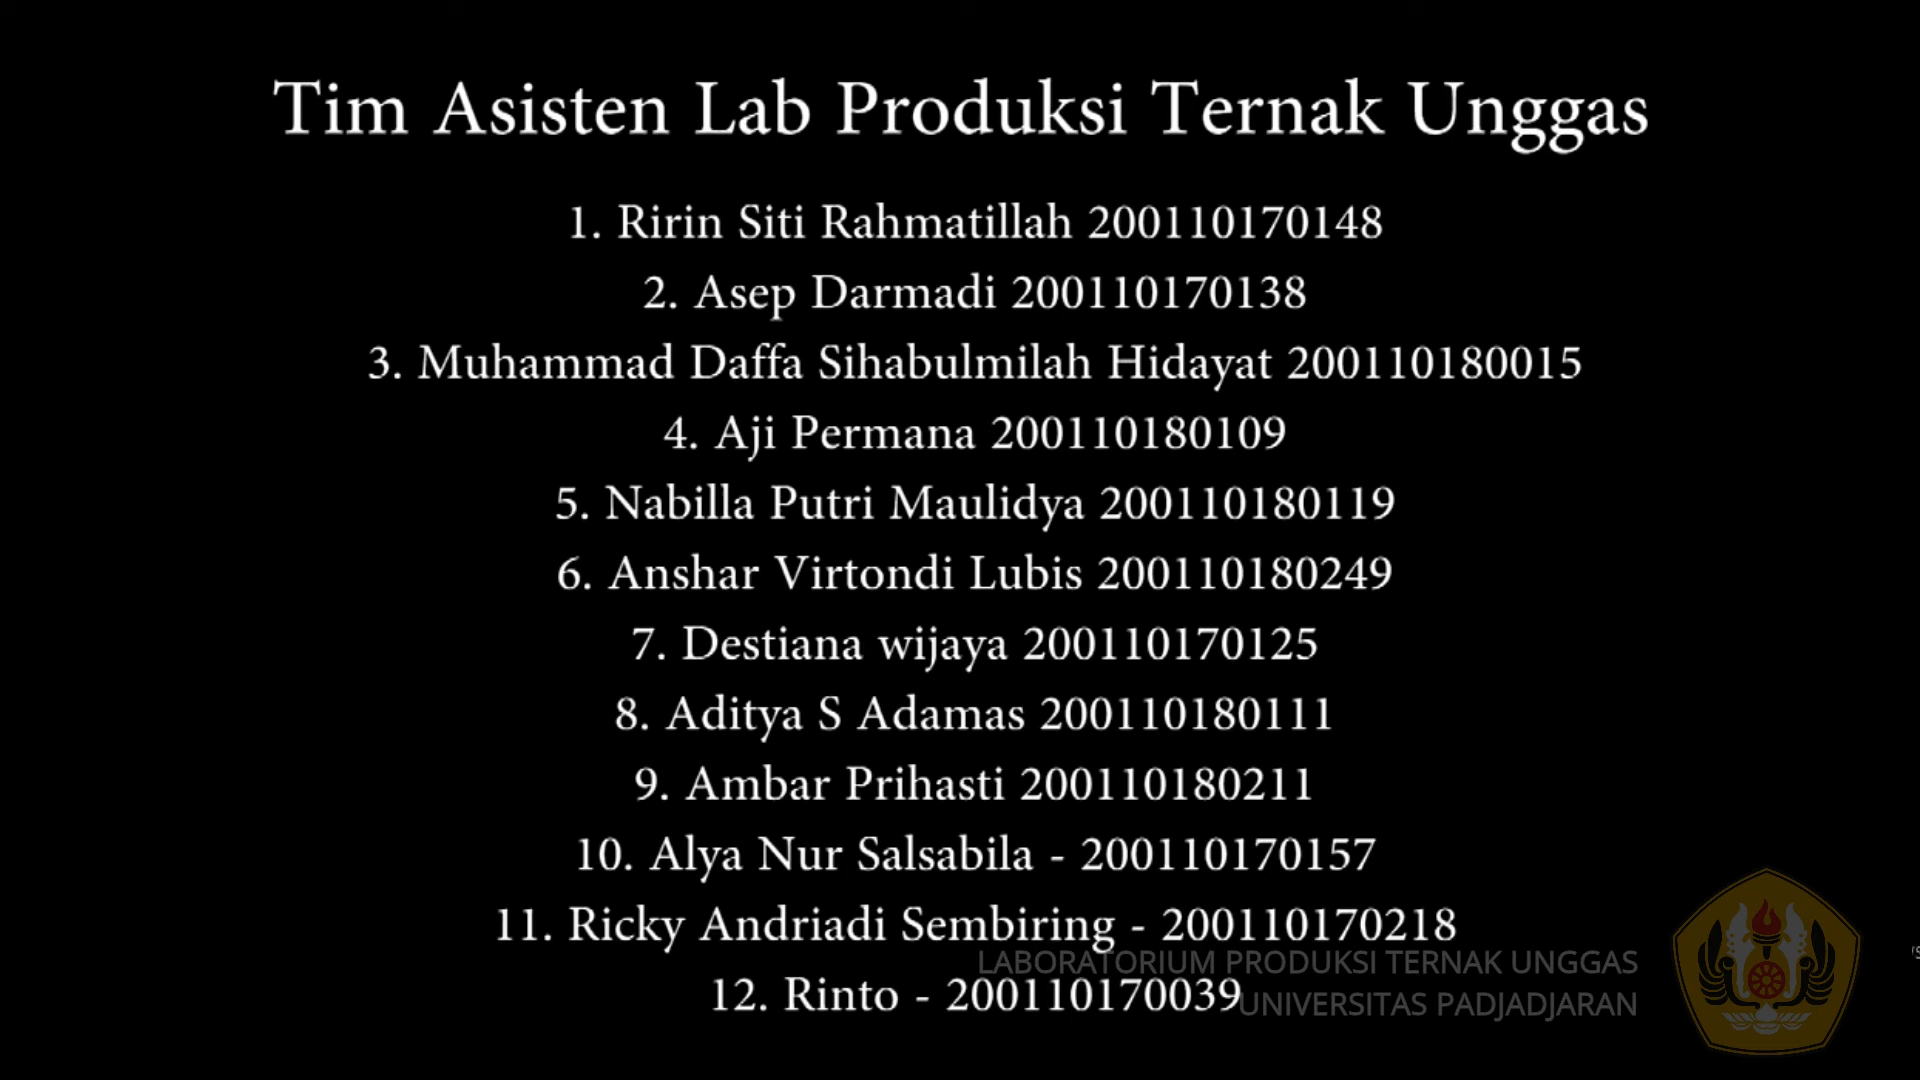 Tim Asisten Lab Produksi Ternak Unggas
1. Ririn Siti Rahmatillah 200110170148
2. Asep Darmadi 200110170138
3. Muhammad Daffa Sihabulmilah Hidayat 200110180015
4. Aji Permana 200110180109
5. Nabilla Putri Maulidya 200110180119
6. Anshar Virtondi Lubis 200110180249
7. Destiana wijaya 200110170125
8. Aditya S Adamas 200110180111
9. Ambar Prihasti 200110180211
10. Alya Nur Salsabila - 200110170157
11. Ricky Andriadi Sembiring - 200110170218
12. Rinto - 200110170039
LABORATORIUM PRODUKSI TERNAK UNGGAS
UNIVERSITAS PADJADJARAN